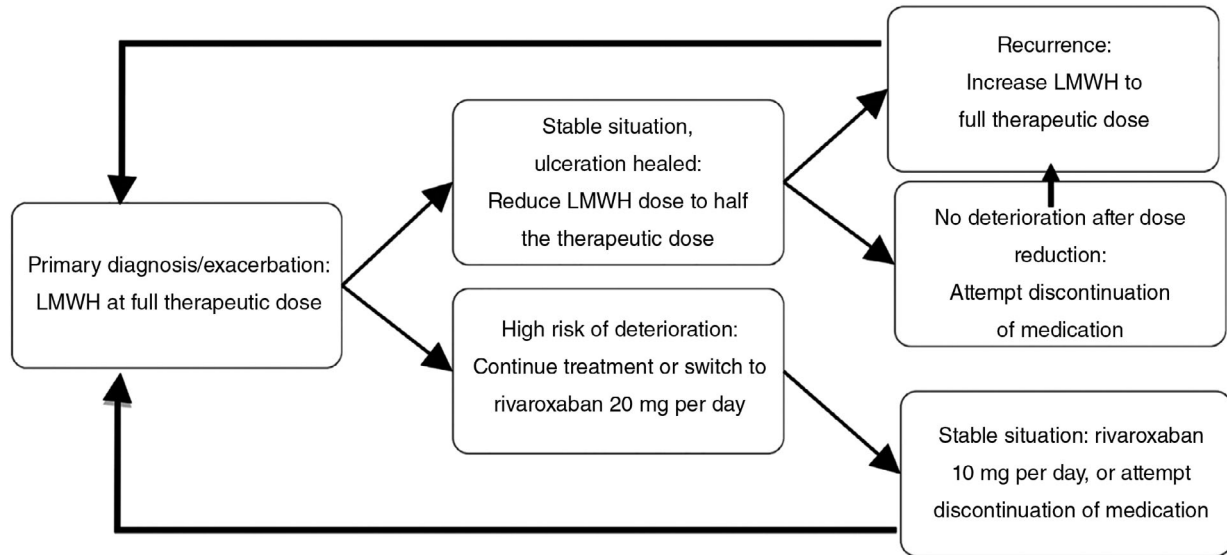 Primary diagnosis/exacerbation:
LMWH at full therapeutic dose
Stable situation,
ulceration healed:
Reduce LMWH dose to half
the therapeutic dose
High risk of deterioration:
Continue treatment or switch to
rivaroxaban 20 mg per day
Recurrence:
Increase LMWH to
full therapeutic dose
No deterioration after dose
reduction:
Attempt discontinuation
of medication
Stable situation: rivaroxaban
10 mg per day, or attempt
discontinuation of medication